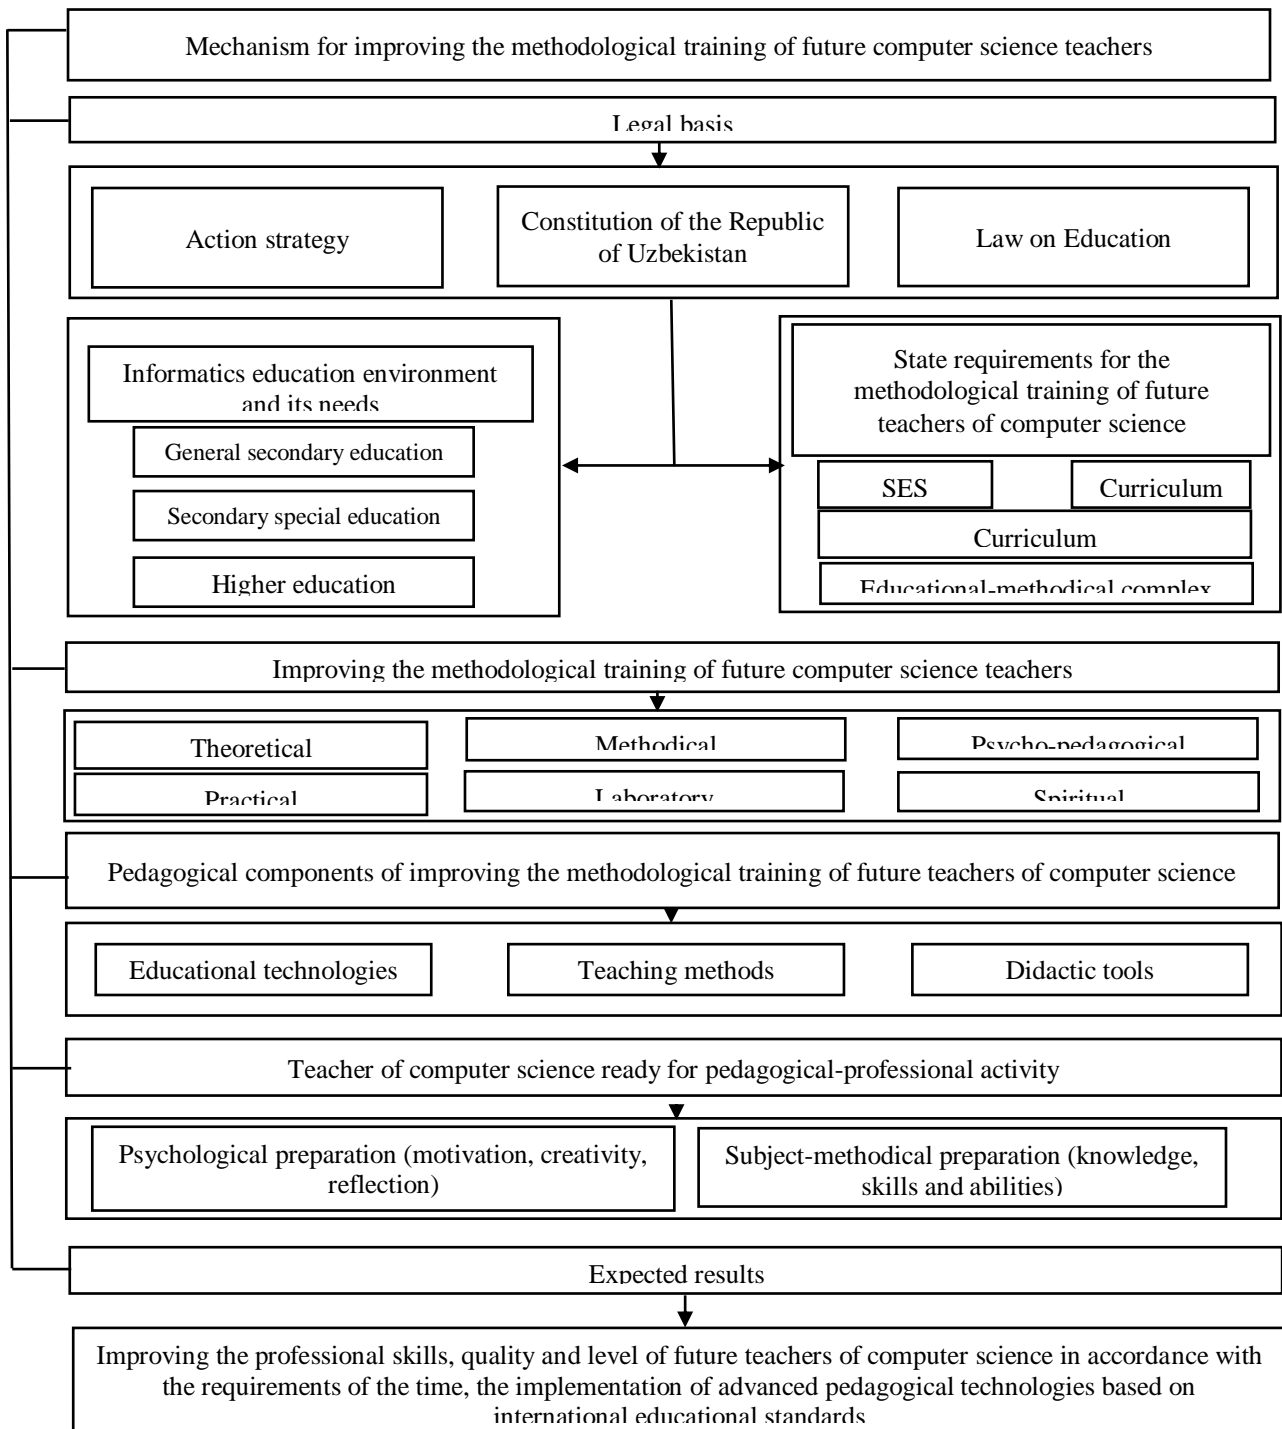 Mechanism for improving the methodological training of future computer science teachers
Legal basis
Action strategy
Constitution of the Republic
of Uzbekistan
Law on Education
Informatics education environment
and its needs
General secondary education
Secondary special education
Higher education
State requirements for the
methodological training of future
teachers of computer science
SES
Curriculum
Curriculum
Educational-methodical complex
Improving the methodological training of future computer science teachers
Theoretical
Methodical
Psycho-pedagogical
Practical
Laboratory
Spiritual
Pedagogical components of improving the methodological training of future teachers of computer science
Educational technologies
Teaching methods
Didactic tools
Teacher of computer science ready for pedagogical-professional activity
Psychological preparation (motivation, creativity,
reflection)
Subject-methodical preparation (knowledge,
skills and abilities)
Expected results
Improving the professional skills, quality and level of future teachers of computer science in accordance with
the requirements of the time, the implementation of advanced pedagogical technologies based on
international educational standards